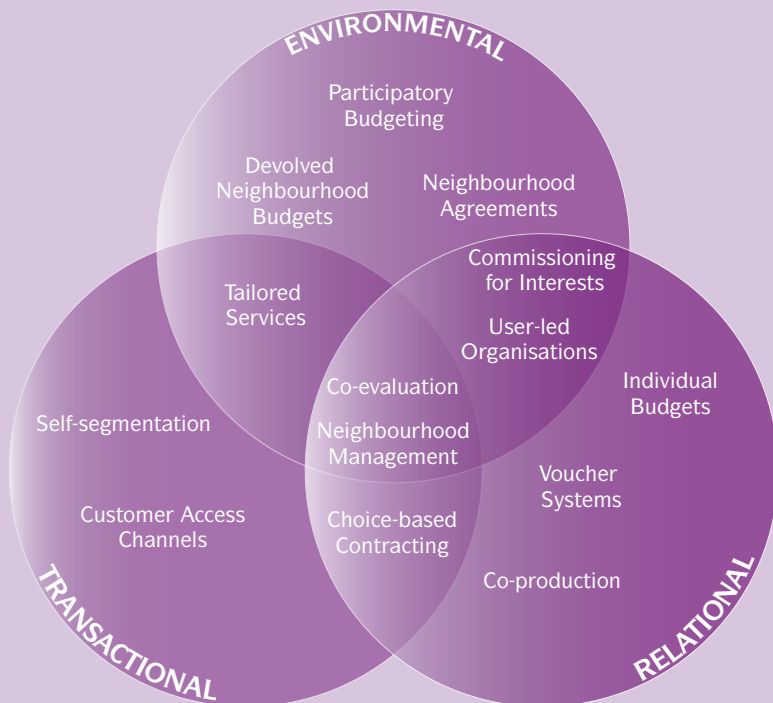 ENVIRONMENTAL
Participatory
Budgeting
Devolved
Neighbourhood
Budgets
Neighbourhood
Agreements
Commissioning
for Interests
Tailored
Services
User-led
Organisations
Co-evaluation
Individual
Budgets
Self-segmentation
Neighbourhood
Management
Voucher
Systems
Customer Access
Channels
Choice-based
Contracting
Co-production
TRANSACTIONAL
RELATIONAL